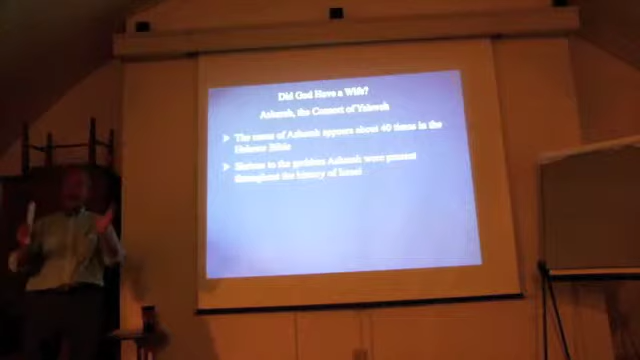 Did God Have a Wife?
Asherah, the Consort of Yahweh
The name of Asherah appears about 40 times in the
Hebrew Bible
Shrines to the goddess Asherah were present
throughout the history of Israel